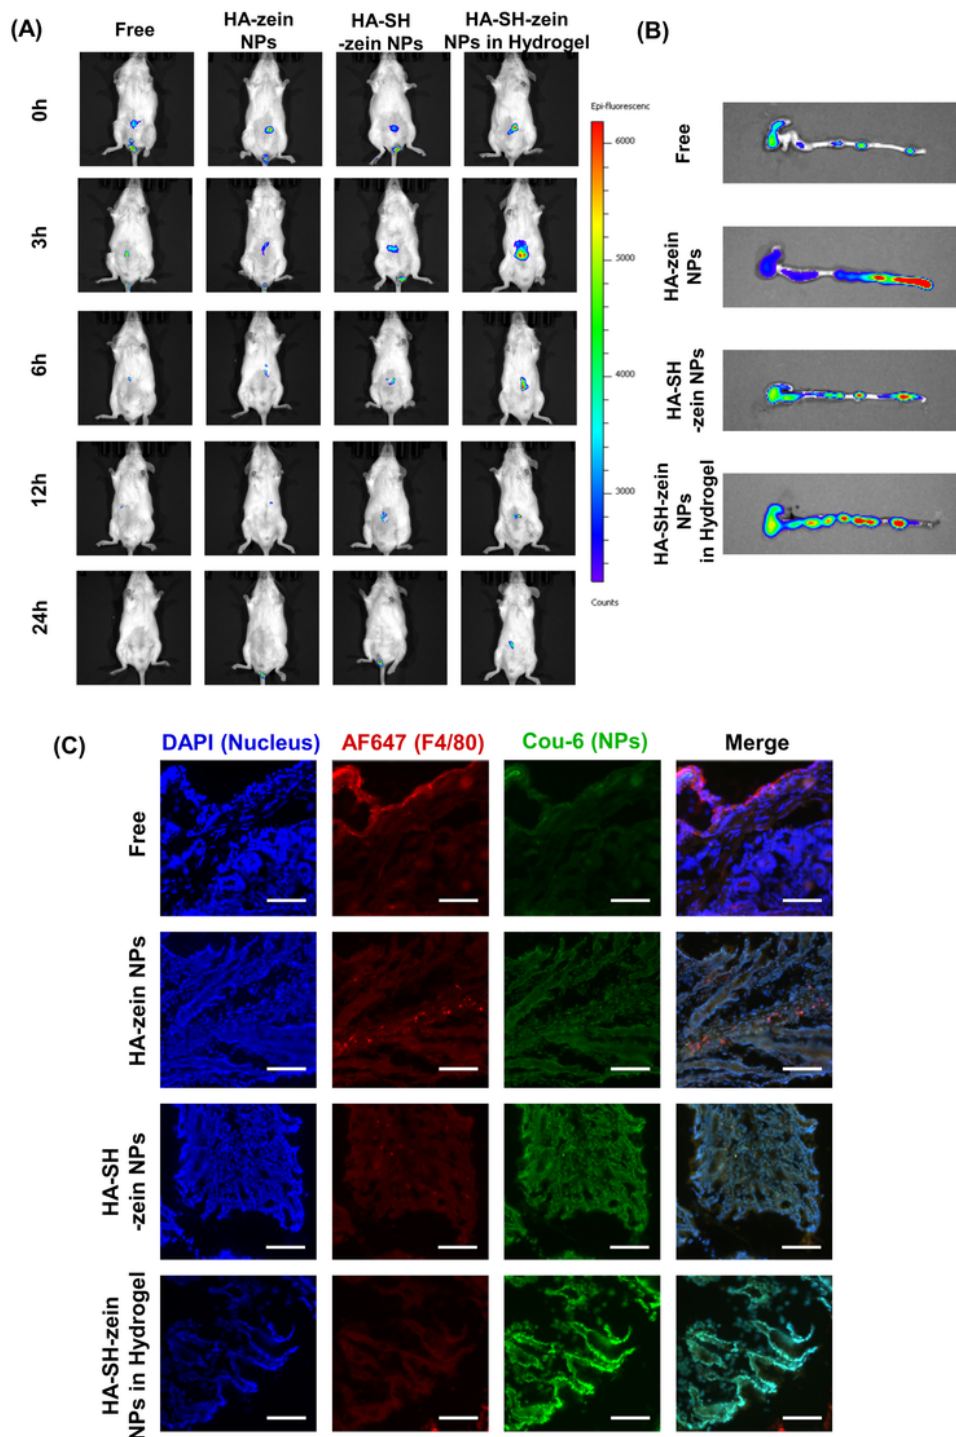 (A)
Free
HA-zein
NPs
HA-SH
-zein NPs
HA-SH-zein
NPs in Hydrogel
0h
3h
6h
12h
24h
Epi-fluorescenc
6000
5000
4000
3000
Counts
(B)
Free
HA-zein
NPs
HA-SH
-zein NPs
HA-SH-zein
NPs
in Hydrogel
(C)
DAPI (Nucleus)
AF647 (F4/80)
Cou-6 (NPs)
Merge
Free
HA-zein NPs
HA-SH
-zein NPs
HA-SH-zein
NPs in Hydrogel